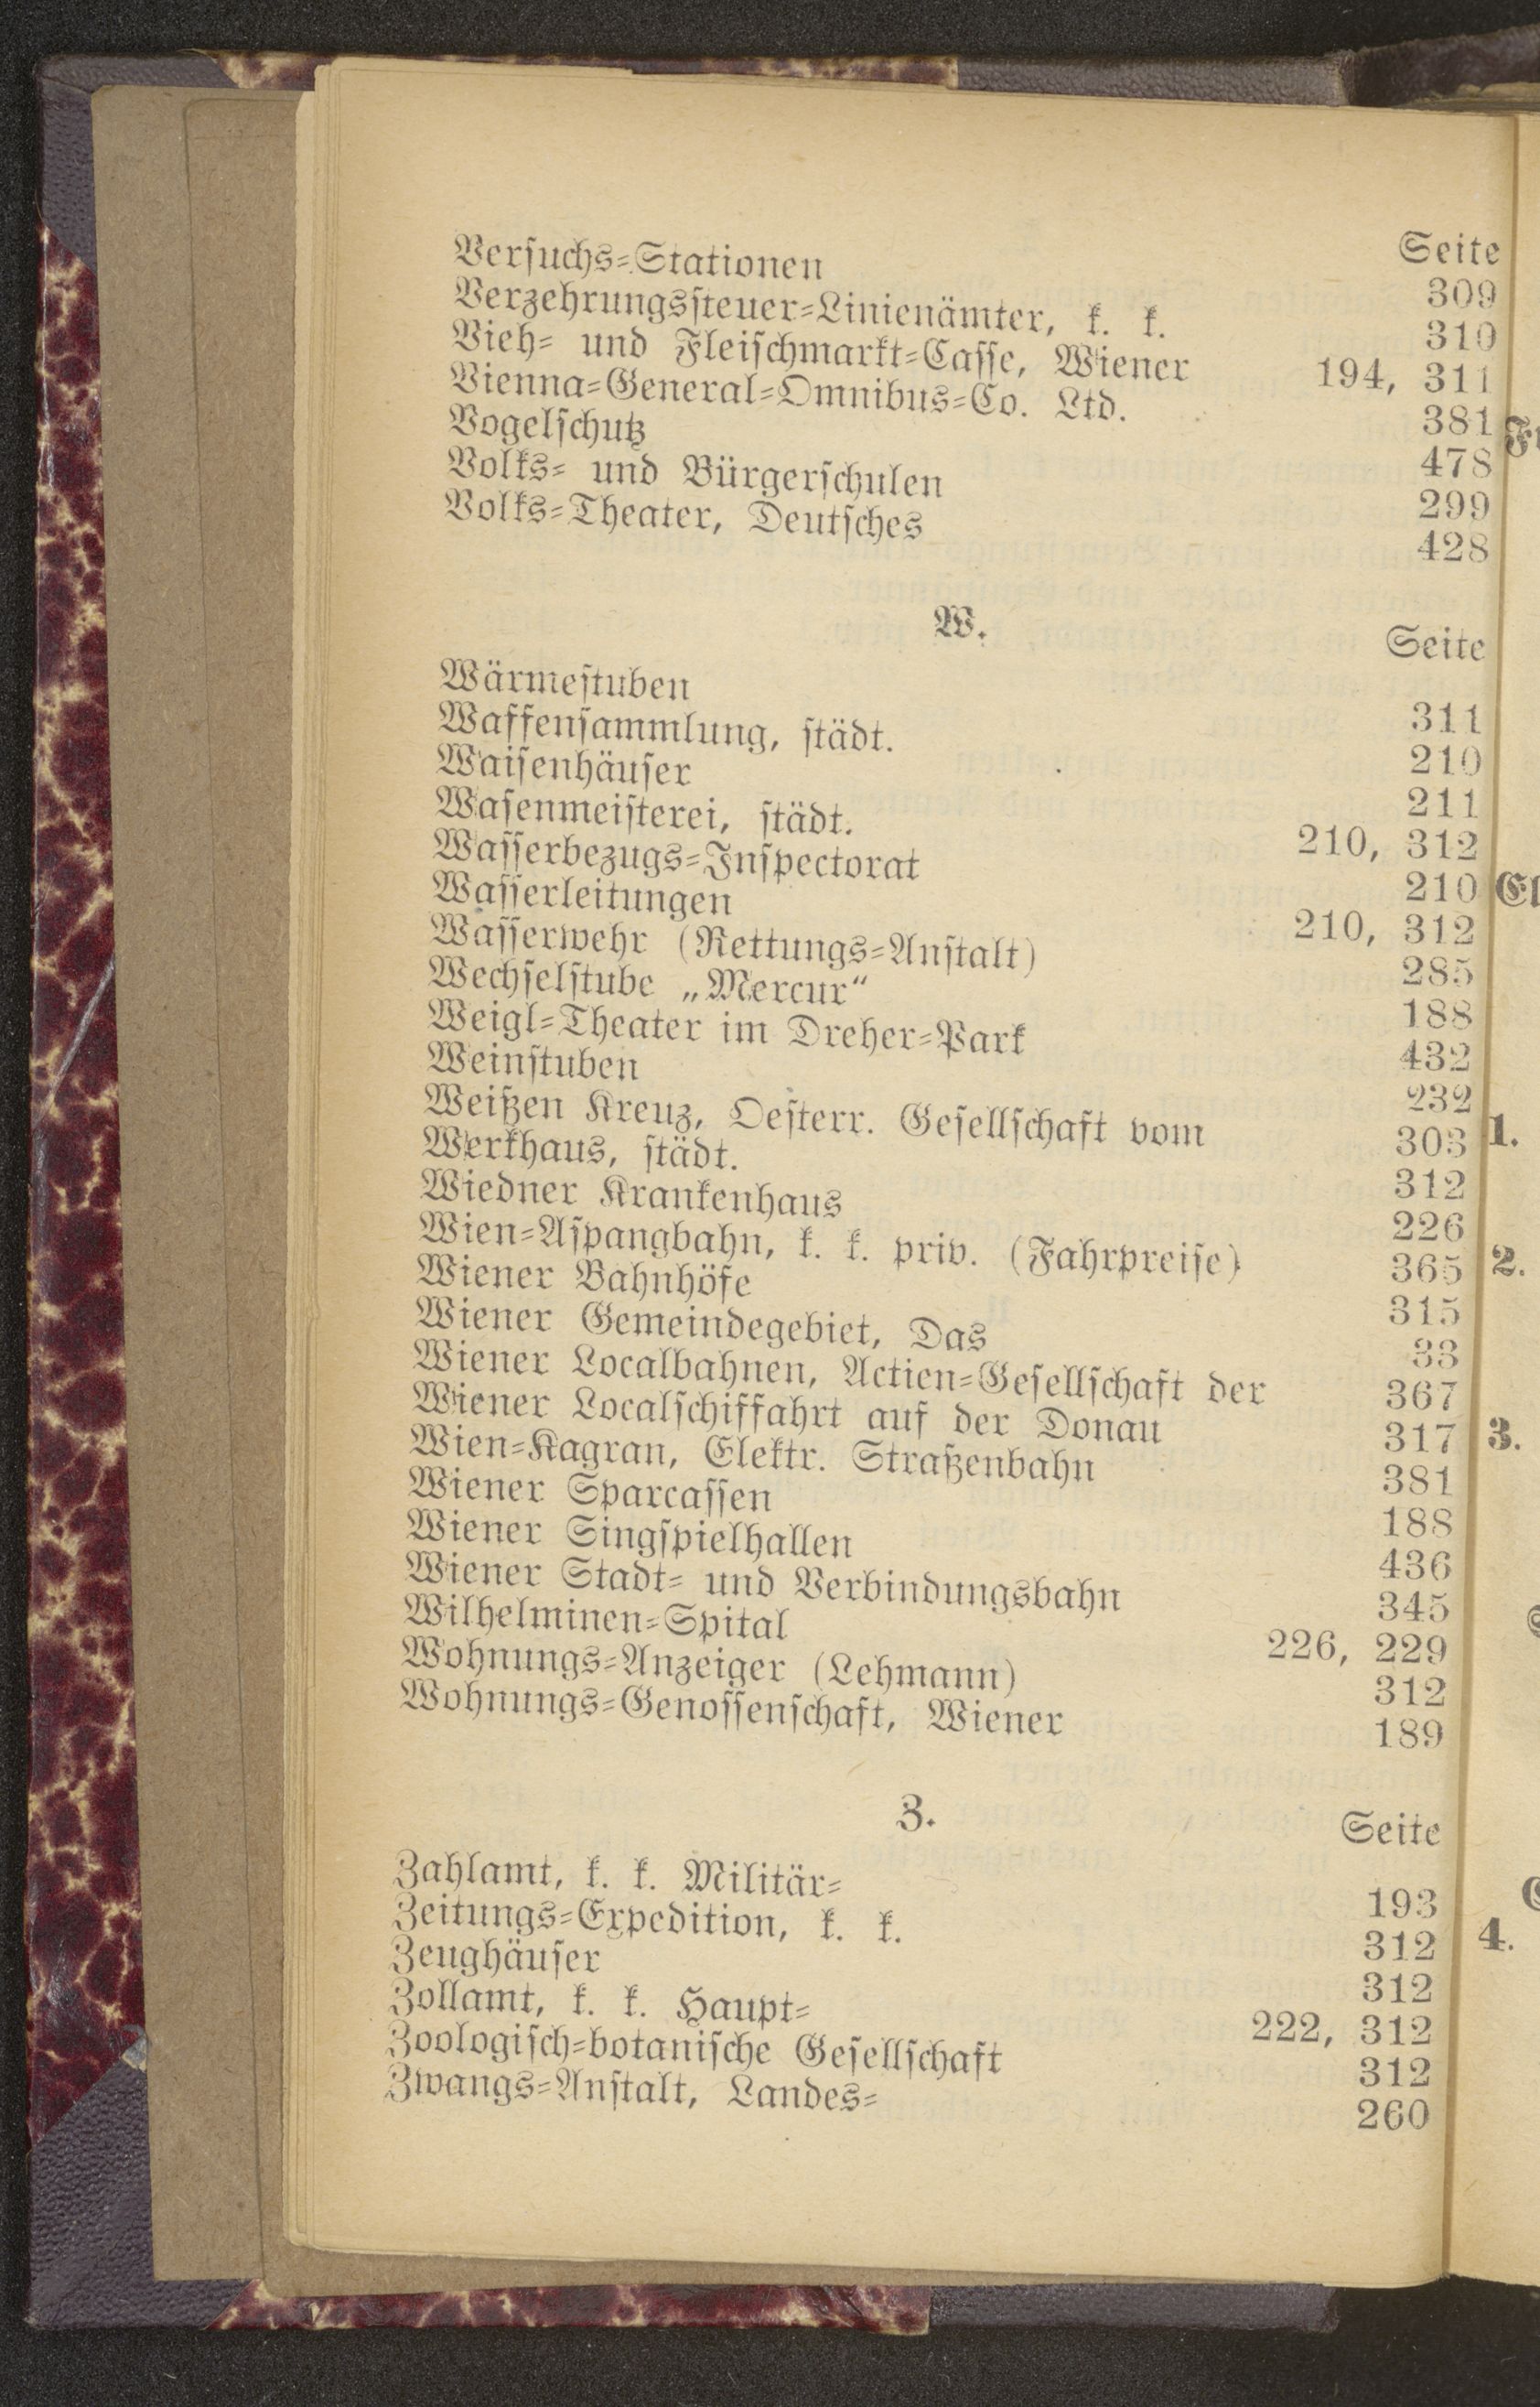 Seite
Versuchs-Stationen 309
Verzehrungssteuer-Linienämter, k. k. 310
Vieh- und Fleischmarkt-Casse, Wiener 194, 311
Vienna-General-Omnibus-Co. Ltd. 381
Vogelschutz 478
Volks- und Bürgerschulen 299
Volks-Theater, Deutsches 428
W.
Seite
Wärmestuben 311
Waffensammlung, städt. 210
Waisenhäuser 211
Wasenmeisterei, städt. 210, 312
Wasserbezugs-Inspectorat 210
Wasserleitungen 210, 312
Wasserwehr (Rettungs-Anstalt) 285
Wechselstube „Mercur“ 188
Weigl-Theater im Dreher-Park 432
Weinstuben 232
Weißen Kreuz, Oesterr. Gesellschaft vom 303
Werkhaus, städt. 312
Wiedner Krankenhaus 226
Wien-Aspangbahn, k. k. priv. (Fahrpreise) 365
Wiener Bahnhöfe 315
Wiener Gemeindegebiet, Das 33
Wiener Localbahnen, Actien-Gesellschaft der 367
Wiener Localschiffahrt auf der Donau 317
Wien-Kagran, Elektr. Straßenbahn 381
Wiener Sparcassen 188
Wiener Singspielhallen 436
Wiener Stadt- und Verbindungsbahn 345
Wilhelminen-Spital 226, 229
Wohnungs-Anzeiger (Lehmann) 312
Wohnungs-Genossenschaft, Wiener 189
Z.
Seite
Zahlamt, k. k. Militär- 193
Zeitungs-Expedition, k. k. 312
Zeughäuser 312
Zollamt, k. k. Haupt- 222, 312
Zoologisch-botanische Gesellschaft 312
Zwangs-Anstalt, Landes- 260
1.
2.
3.
4.